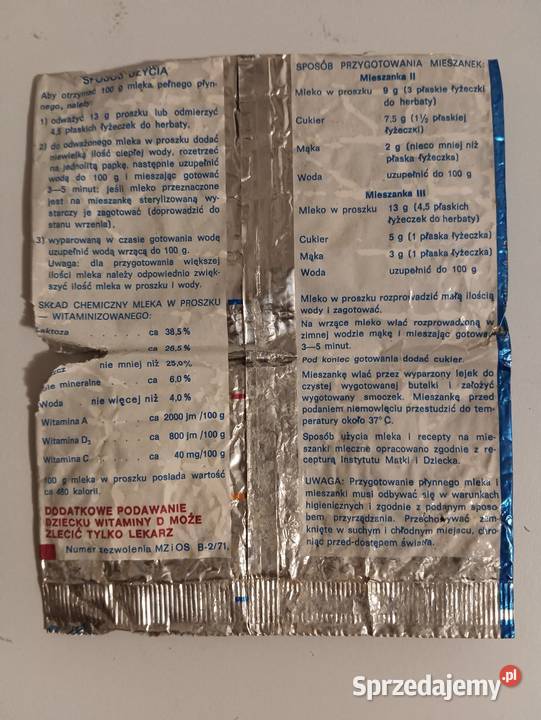 SPOSÓB UŻYCIA
Aby otrzymać 100 g mleka pełnego płyn-
nego, należy
1) odważyć 13 g proszku lub odmierzyć
4,5 płaskich łyżeczek do herbaty,
2) do odważonego mleka w proszku dodać
niewielką ilość ciepłej wody, rozetrzeć
na jednolitą papkę, następnie uzupełnić
wodą do 100 g i mieszając gotować
3—5 minut: jeśli mleko przeznaczone
jest na mieszankę sterylizowaną wy-
starczy je zagotować (doprowadzić do
stanu wrzenia),
3) wyparowaną w czasie gotowania wodę
uzupełnić wodą wrzącą do 100 g.
Uwaga: dla przygotowania większej
ilości mleka należy odpowiednio zwięk-
szyć ilość mleka w proszku i wody.
SKŁAD CHEMICZNY MLEKA W PROSZKU
— WITAMINIZOWANEGO:
Laktoza ca 38,5%
ca 26,5%
nie mniej niż 25,0%
mineralne ca 6,0%
Woda nie więcej niż 4,0%
Witamina A ca 2000 jm/100 g
Witamina D₃ ca 800 jm/100 g
Witamina C ca 40 mg/100 g
100 g mleka w proszku posiada wartość
ca 480 kalorii.
DODATKOWE PODAWANIE
DZIECKU WITAMINY D MOŻE
ZLECIĆ TYLKO LEKARZ
Numer zezwolenia MZiOS B-2/71,
SPOSÓB PRZYGOTOWANIA MIESZANEK:
Mieszanka II
Mleko w proszku 9 g (3 płaskie łyżeczki
do herbaty)
Cukier 7,5 g (1½ płaskiej
łyżeczki)
Mąka 2 g (nieco mniej niż
płaska łyżeczka)
Woda uzupełnić do 100 g
Mieszanka III
Mleko w proszku 13 g (4,5 płaskich
łyżeczek do herbaty)
Cukier 5 g (1 płaska łyżeczka)
Mąka 3 g (1 płaska łyżeczka)
Woda uzupełnić do 100 g
Mleko w proszku rozprowadzić małą ilością
wody i zagotować.
Na wrzące mleko wlać rozprowadzoną w
zimnej wodzie mąkę i mieszając gotować
3—5 minut.
Pod koniec gotowania dodać cukier.
Mieszankę wlać przez wyparzony lejek do
czystej wygotowanej butelki i założyć
wygotowany smoczek. Mieszankę przed
podaniem niemowlęciu przestudzić do tem-
peratury około 37°C.
Sposób użycia mleka i recepty na mie-
szanki mleczne opracowano zgodnie z re-
cepturą Instytutu Matki i Dziecka.
UWAGA: Przygotowanie płynnego mleka i
mieszanki musi odbywać się w warunkach
higienicznych i zgodnie z podanym sposo-
bem przyrządzania. Przechowywać zam-
knięte w suchym i chłodnym miejscu, chro-
niąc przed dostępem światła.
Sprzedajemy.pl